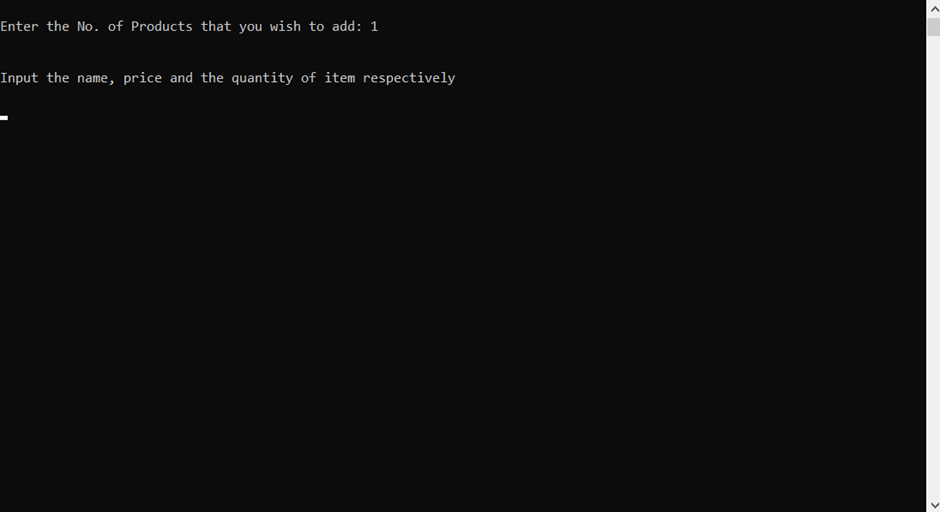 Enter the No. of Products that you wish to add: 1
Input the name, price and the quantity of item respectively